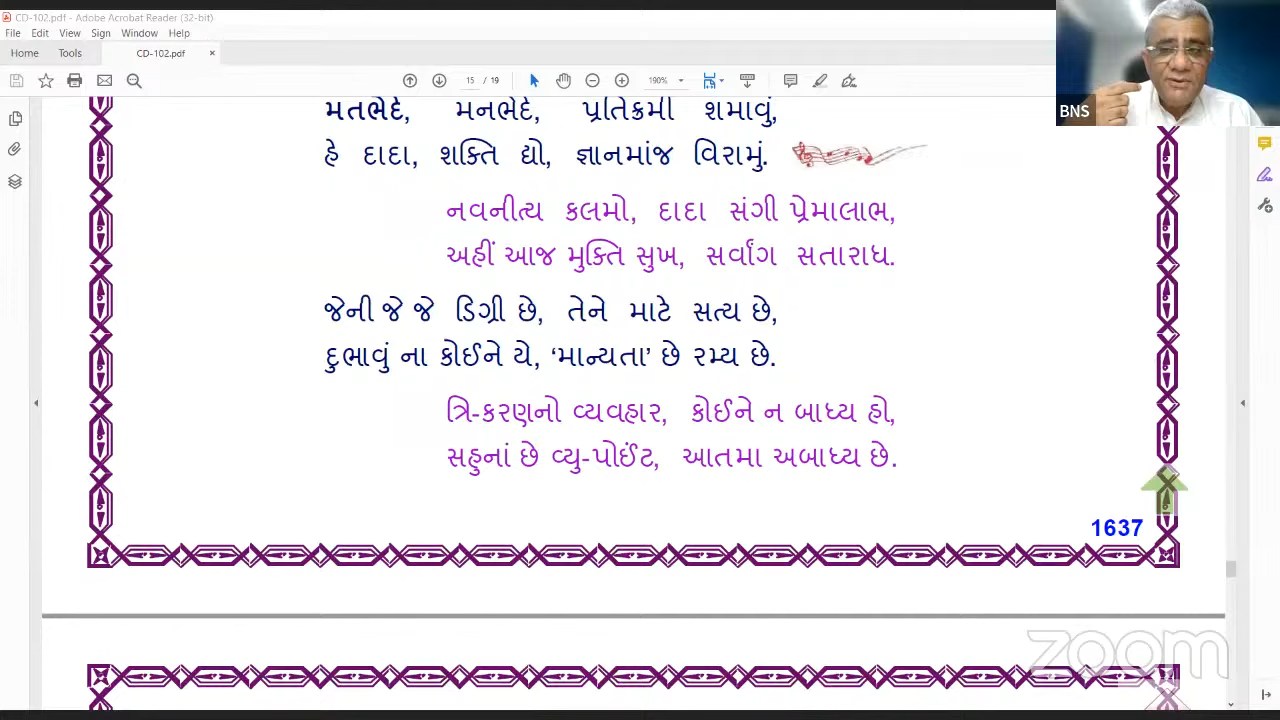 CD-102.pdf - Adobe Acrobat Reader (32-bit)
File Edit View Sign Window Help
Home Tools CD-102.pdf ×
15 / 19 190%
BNS
મતભેદે, મનભેદે, પ્રતિક્રમી શમાવું,
હે દાદા, શક્તિ દ્યો, જ્ઞાનમાંજ વિરામું.
નવનીત્ય કલમો, દાદા સંગી પ્રેમાલાભ,
અહીં આજ મુક્તિ સુખ, સર્વાંગ સતારાધ.
જેની જે જે ડિગ્રી છે, તેને માટે સત્ય છે,
દુભાવું ના કોઈને યે, ‘માન્યતા’ છે રમ્ય છે.
ત્રિ-કરણનો વ્યવહાર, કોઈને ન બાધ્ય હો,
સહુનાં છે વ્યુ-પોઈંટ, આતમા અબાધ્ય છે.
1637
zoom